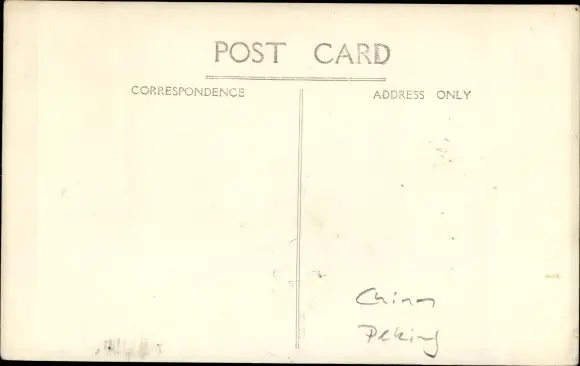 POST CARD
CORRESPONDENCE ADDRESS ONLY
China
Peking